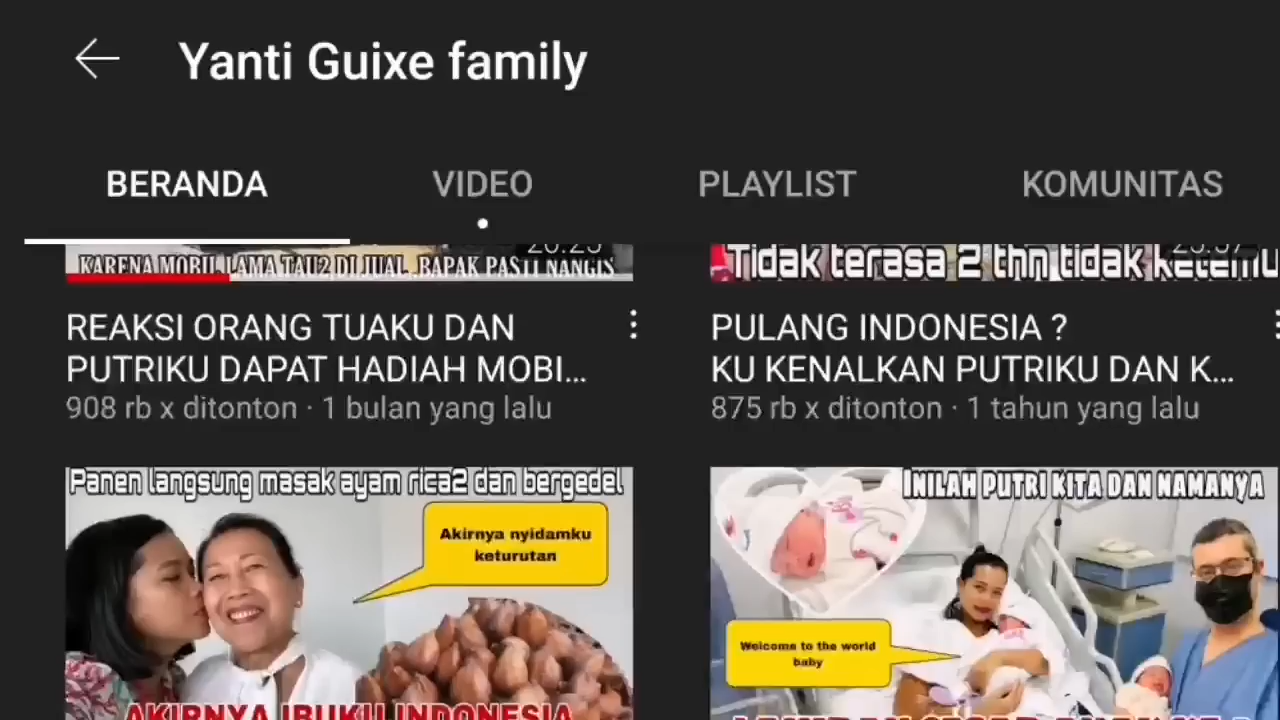 Yanti Guixe family
BERANDA
VIDEO
PLAYLIST
KOMUNITAS
20:25
KARENA MOBIL LAMA TAU2 DI JUAL..BAPAK PASTI NANGIS
Tidak terasa 2 thn tidak ketemu
REAKSI ORANG TUAKU DAN
PUTRIKU DAPAT HADIAH MOBI...
908 rb x ditonton · 1 bulan yang lalu
PULANG INDONESIA ?
KU KENALKAN PUTRIKU DAN K...
875 rb x ditonton · 1 tahun yang lalu
Panen langsung masak ayam rica2 dan bergedel
Akirnya nyidamku
keturutan
AKIRNYA IBUKU INDONESIA
INILAH PUTRI KITA DAN NAMANYA
Welcome to the world
baby